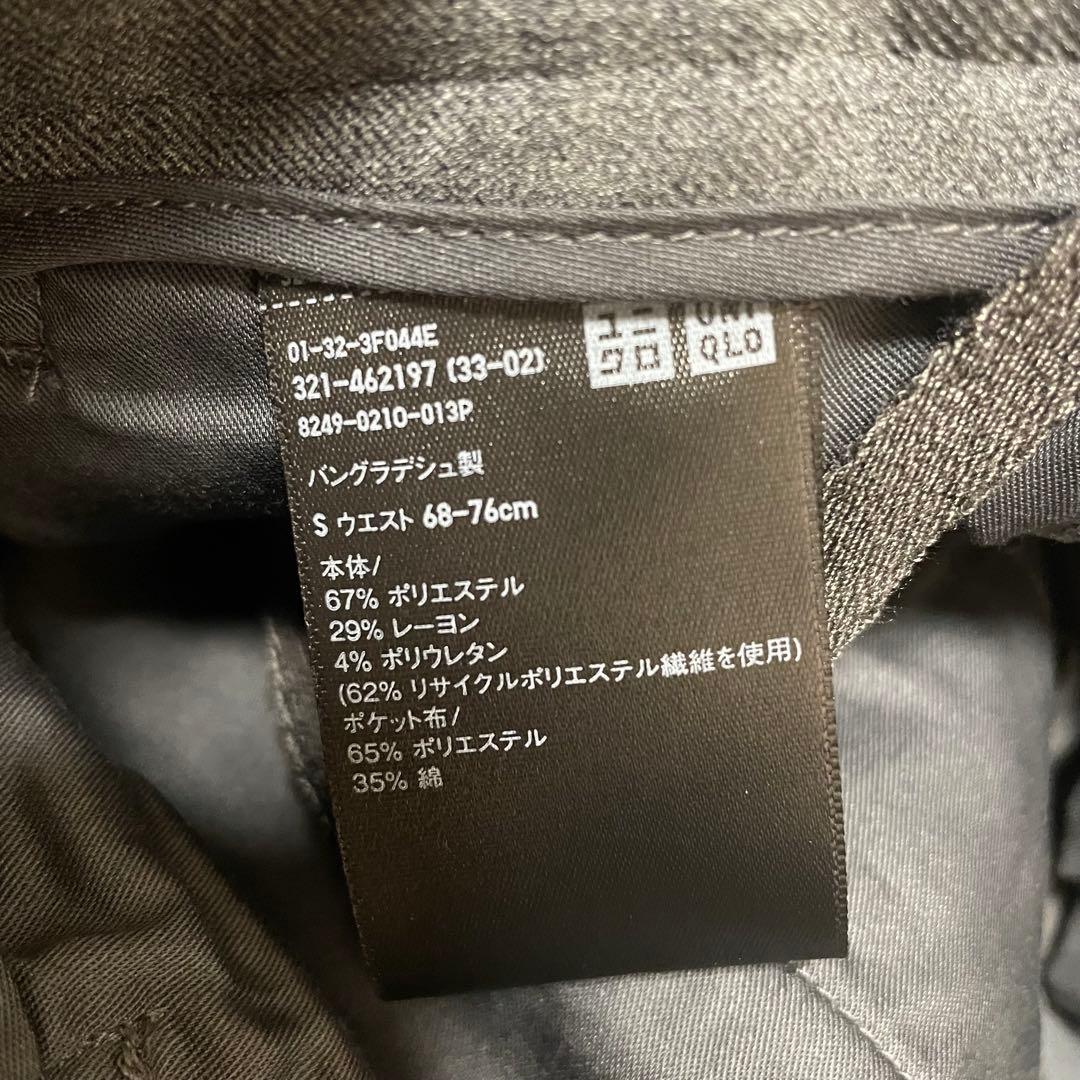 01-32-3F044E
321-462197 (33-02)
8249-0210-013P
ユニ
クロ
UNI
QLO
バングラデシュ製
S ウエスト 68-76cm
本体/
67% ポリエステル
29% レーヨン
4% ポリウレタン
(62% リサイクルポリエステル繊維を使用)
ポケット布/
65% ポリエステル
35% 綿